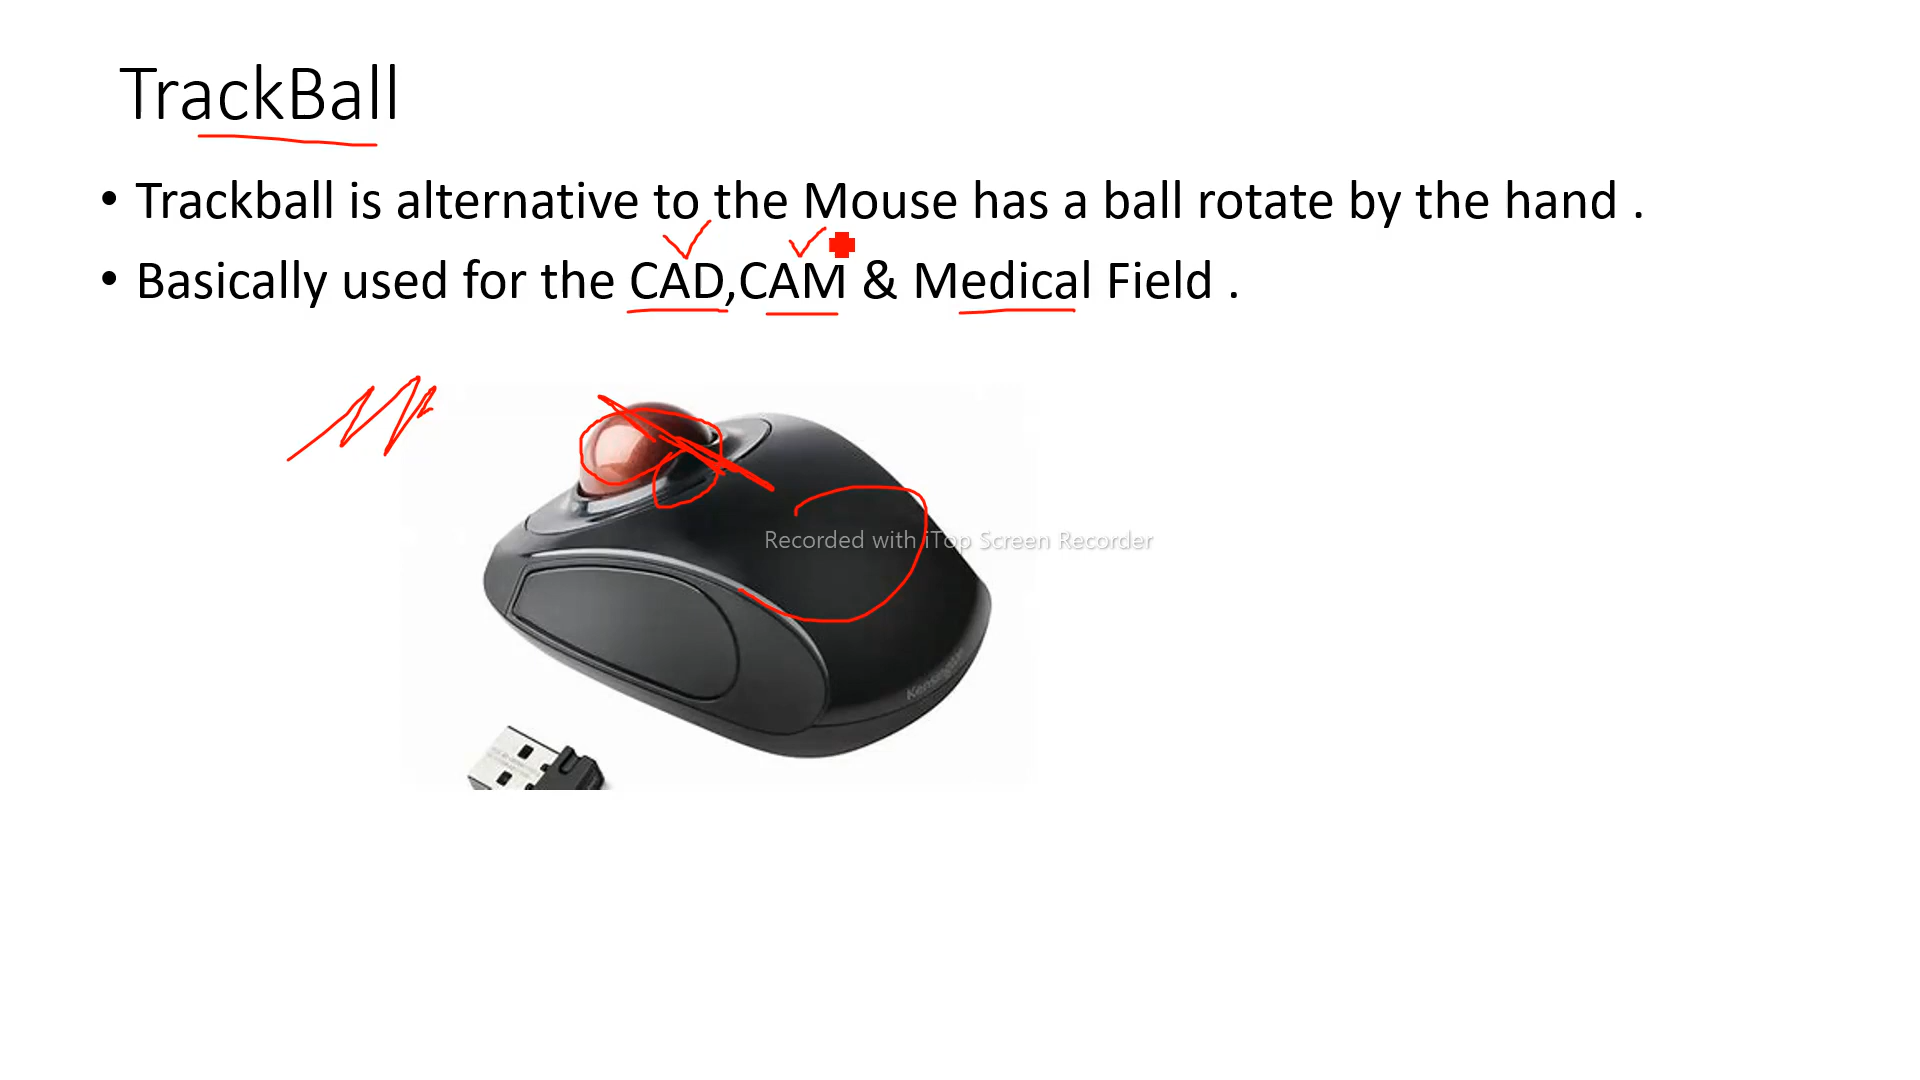 TrackBall
• Trackball is alternative to the Mouse has a ball rotate by the hand .
• Basically used for the CAD,CAM & Medical Field .
Recorded with iTop Screen Recorder
Kensington